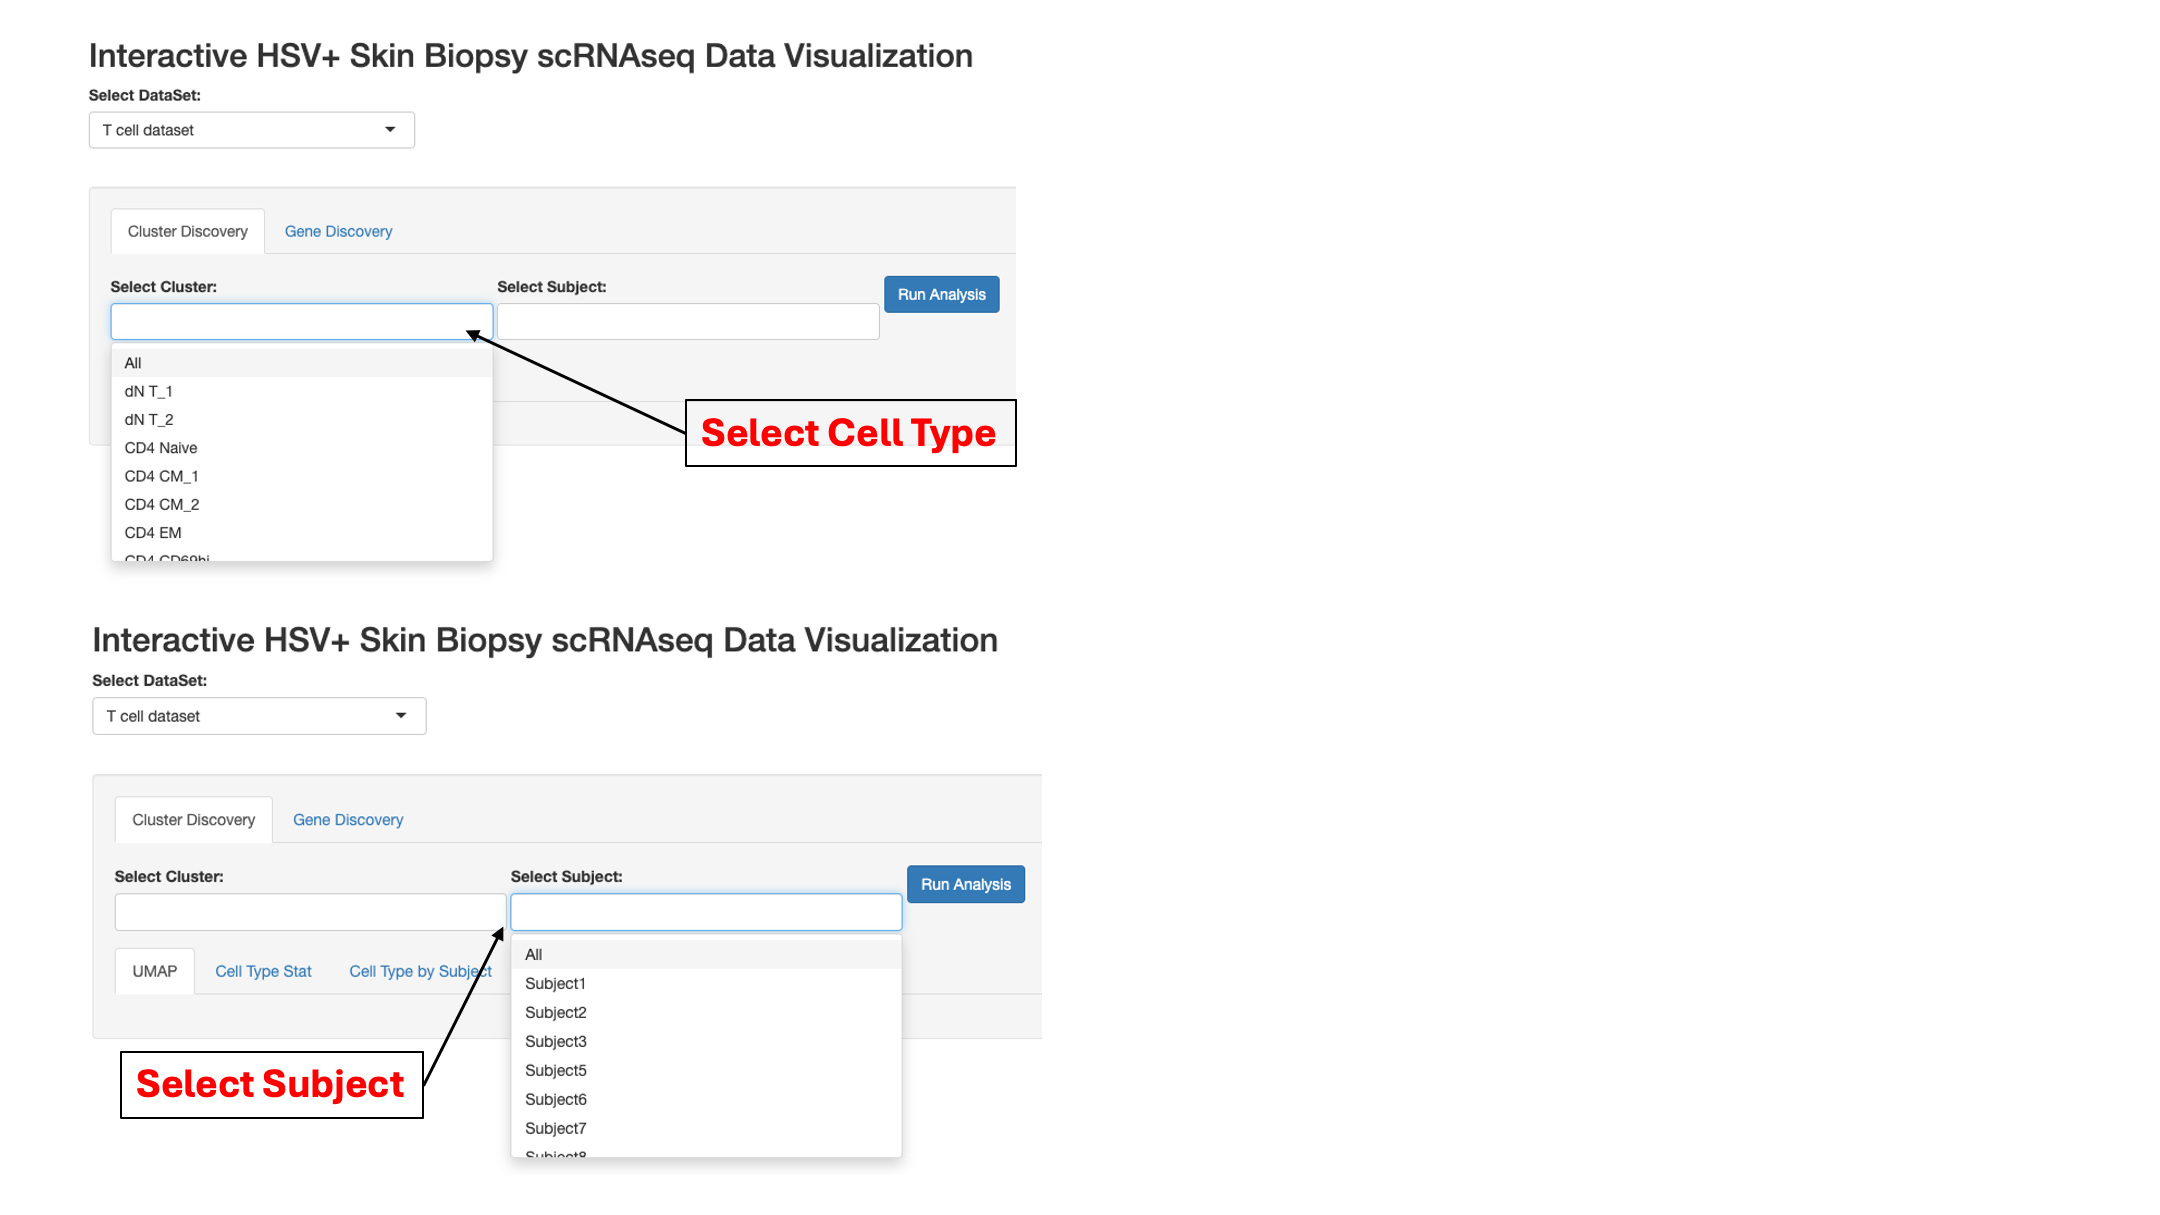 Interactive HSV+ Skin Biopsy scRNAseq Data Visualization
Select DataSet:
T cell dataset
Cluster Discovery Gene Discovery
Select Cluster: Select Subject: Run Analysis
All
dN T_1
dN T_2
CD4 Naive
CD4 CM_1
CD4 CM_2
CD4 EM
CD4 CD69hi
Select Cell Type
Interactive HSV+ Skin Biopsy scRNAseq Data Visualization
Select DataSet:
T cell dataset
Cluster Discovery Gene Discovery
Select Cluster: Select Subject: Run Analysis
UMAP Cell Type Stat Cell Type by Subject
All
Subject1
Subject2
Subject3
Subject5
Subject6
Subject7
Subject8
Select Subject